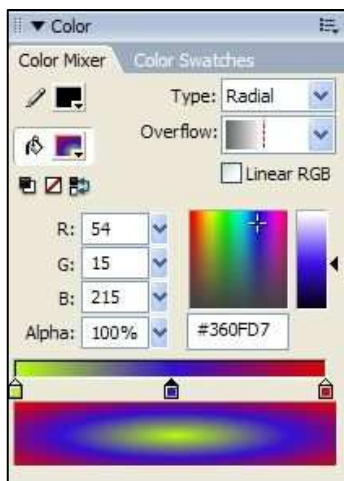 Color
Color Mixer Color Swatches
Type: Radial
Overflow:
Linear RGB
R: 54
G: 15
B: 215
Alpha: 100% #360FD7